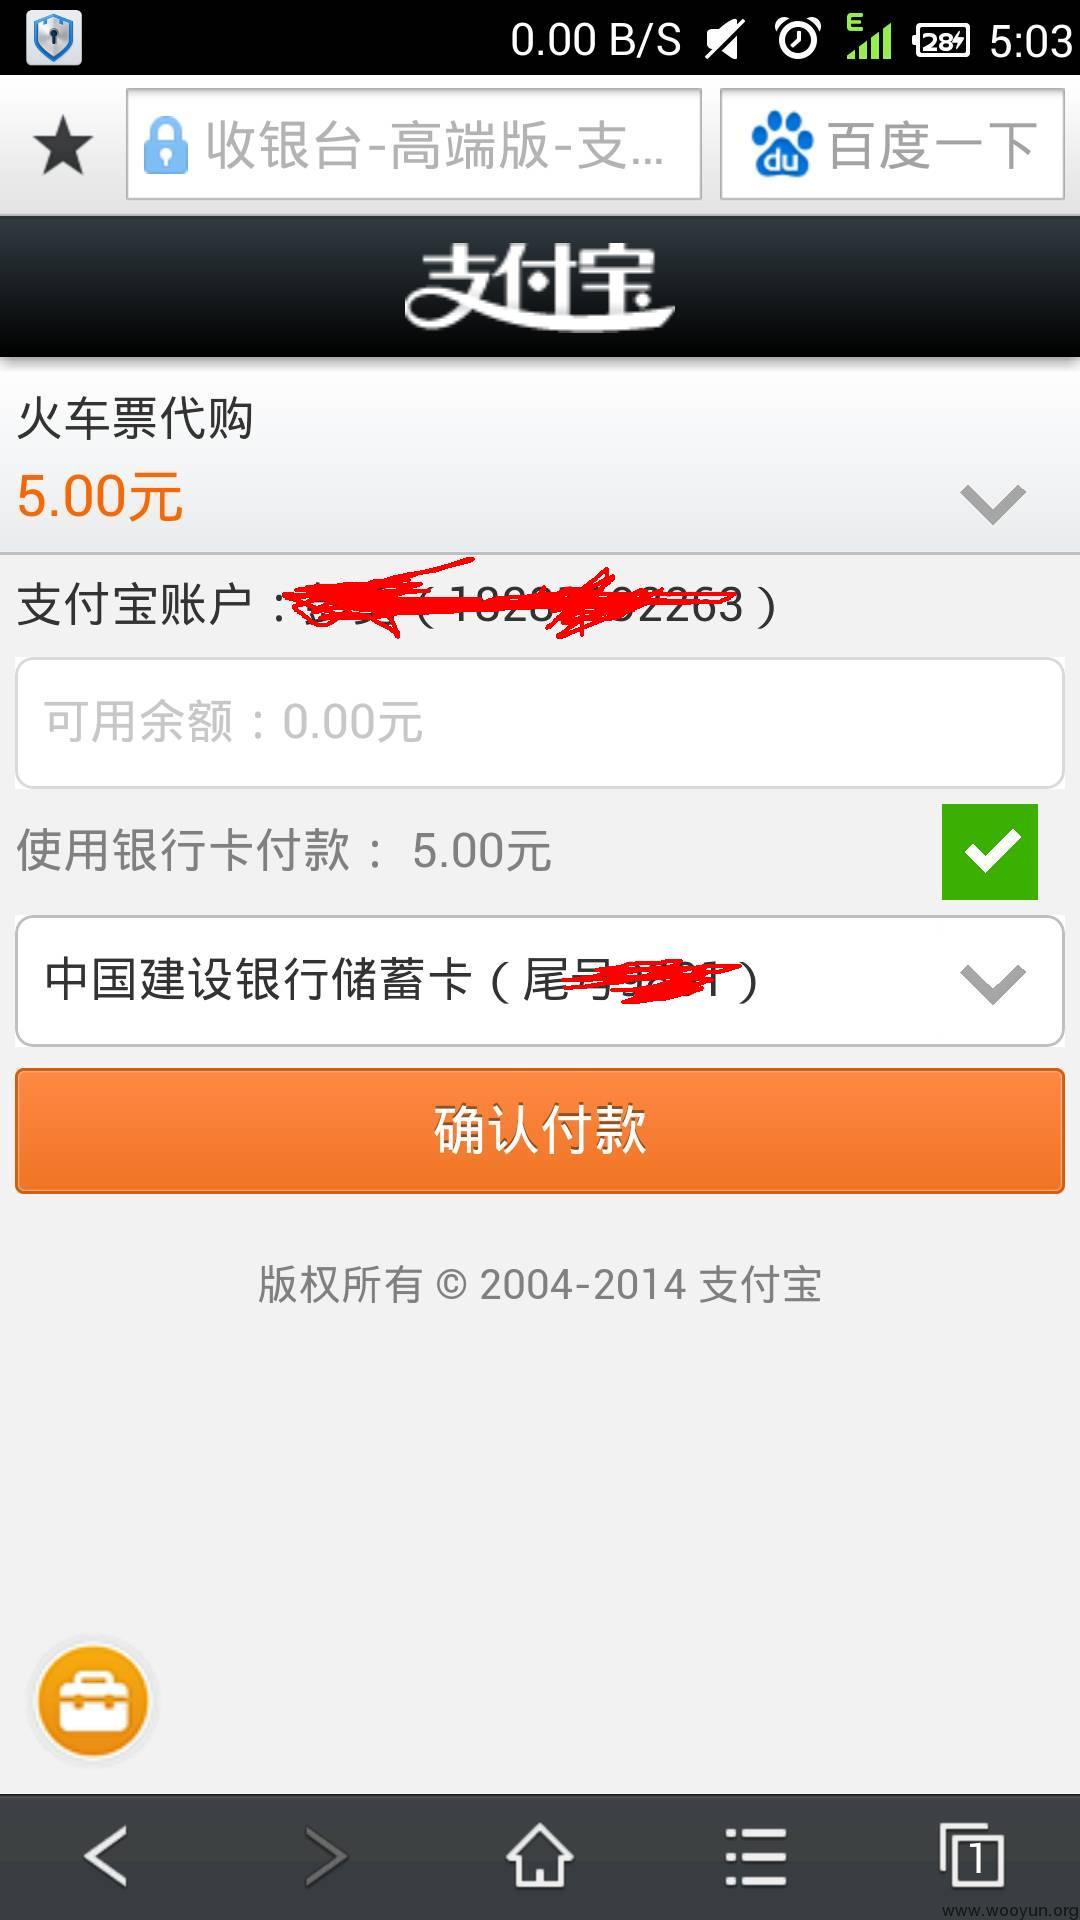 0.00 B/S E 28 5:03
收银台-高端版-支... du 百度一下
支付宝
火车票代购
5.00元
支付宝账户：
可用余额：0.00元
使用银行卡付款： 5.00元
中国建设银行储蓄卡（尾号）
确认付款
版权所有 © 2004-2014 支付宝
1
www.wooyun.org